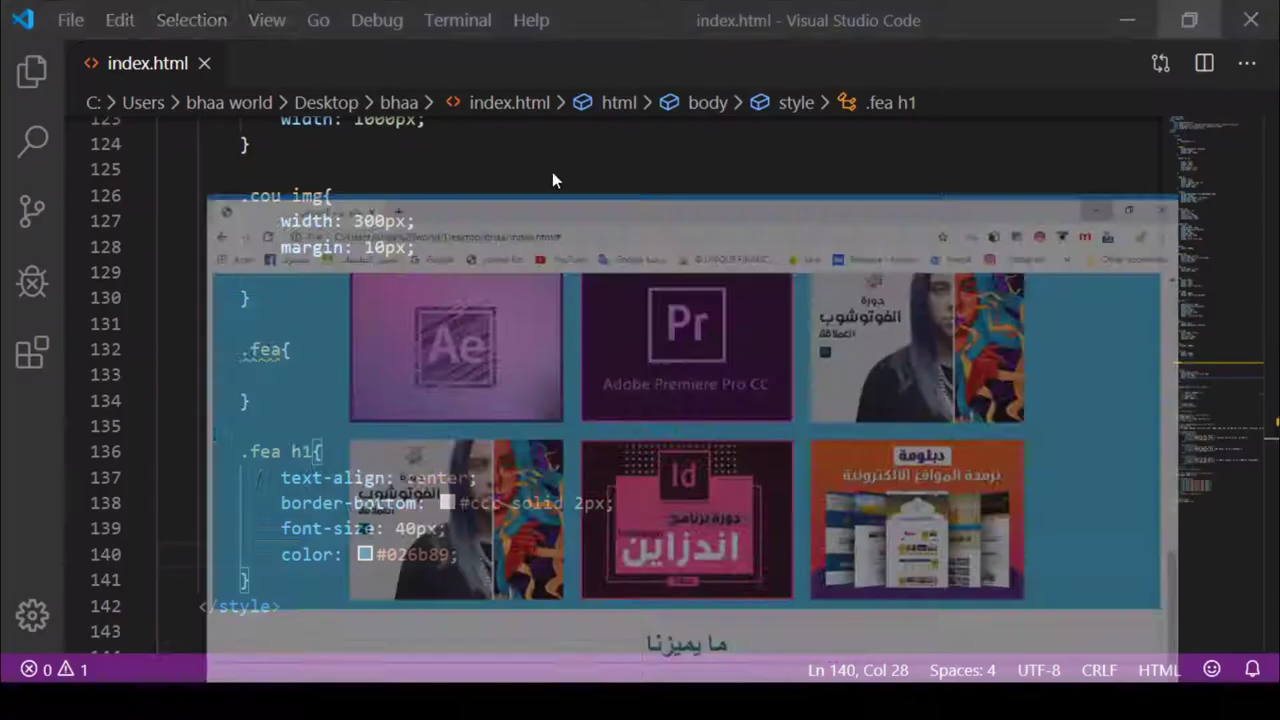 File Edit Selection View Go Debug Terminal Help index.html - Visual Studio Code
index.html
C: Users bhaa world Desktop bhaa index.html html body style .fea h1
123 width: 1000px;
124 }
125
126 .cou img{
127 width: 300px;
128 margin: 10px;
129
130 }
131
132 .fea{
133
134 }
135
136 .fea h1{
137 text-align: center;
138 border-bottom: #ccc solid 2px;
139 font-size: 40px;
140 color: #026b89;
141 }
142 </style>
143
Ae
Pr
Adobe Premiere Pro CC
دورة
الفوتوشوب
العملاقة
دورة
الفوتوشوب
Id
دورة برنامج
اندزاين
دبلومة
برمجة المواقع الالكترونية
ما يميزنا
0 1 Ln 140, Col 28 Spaces: 4 UTF-8 CRLF HTML